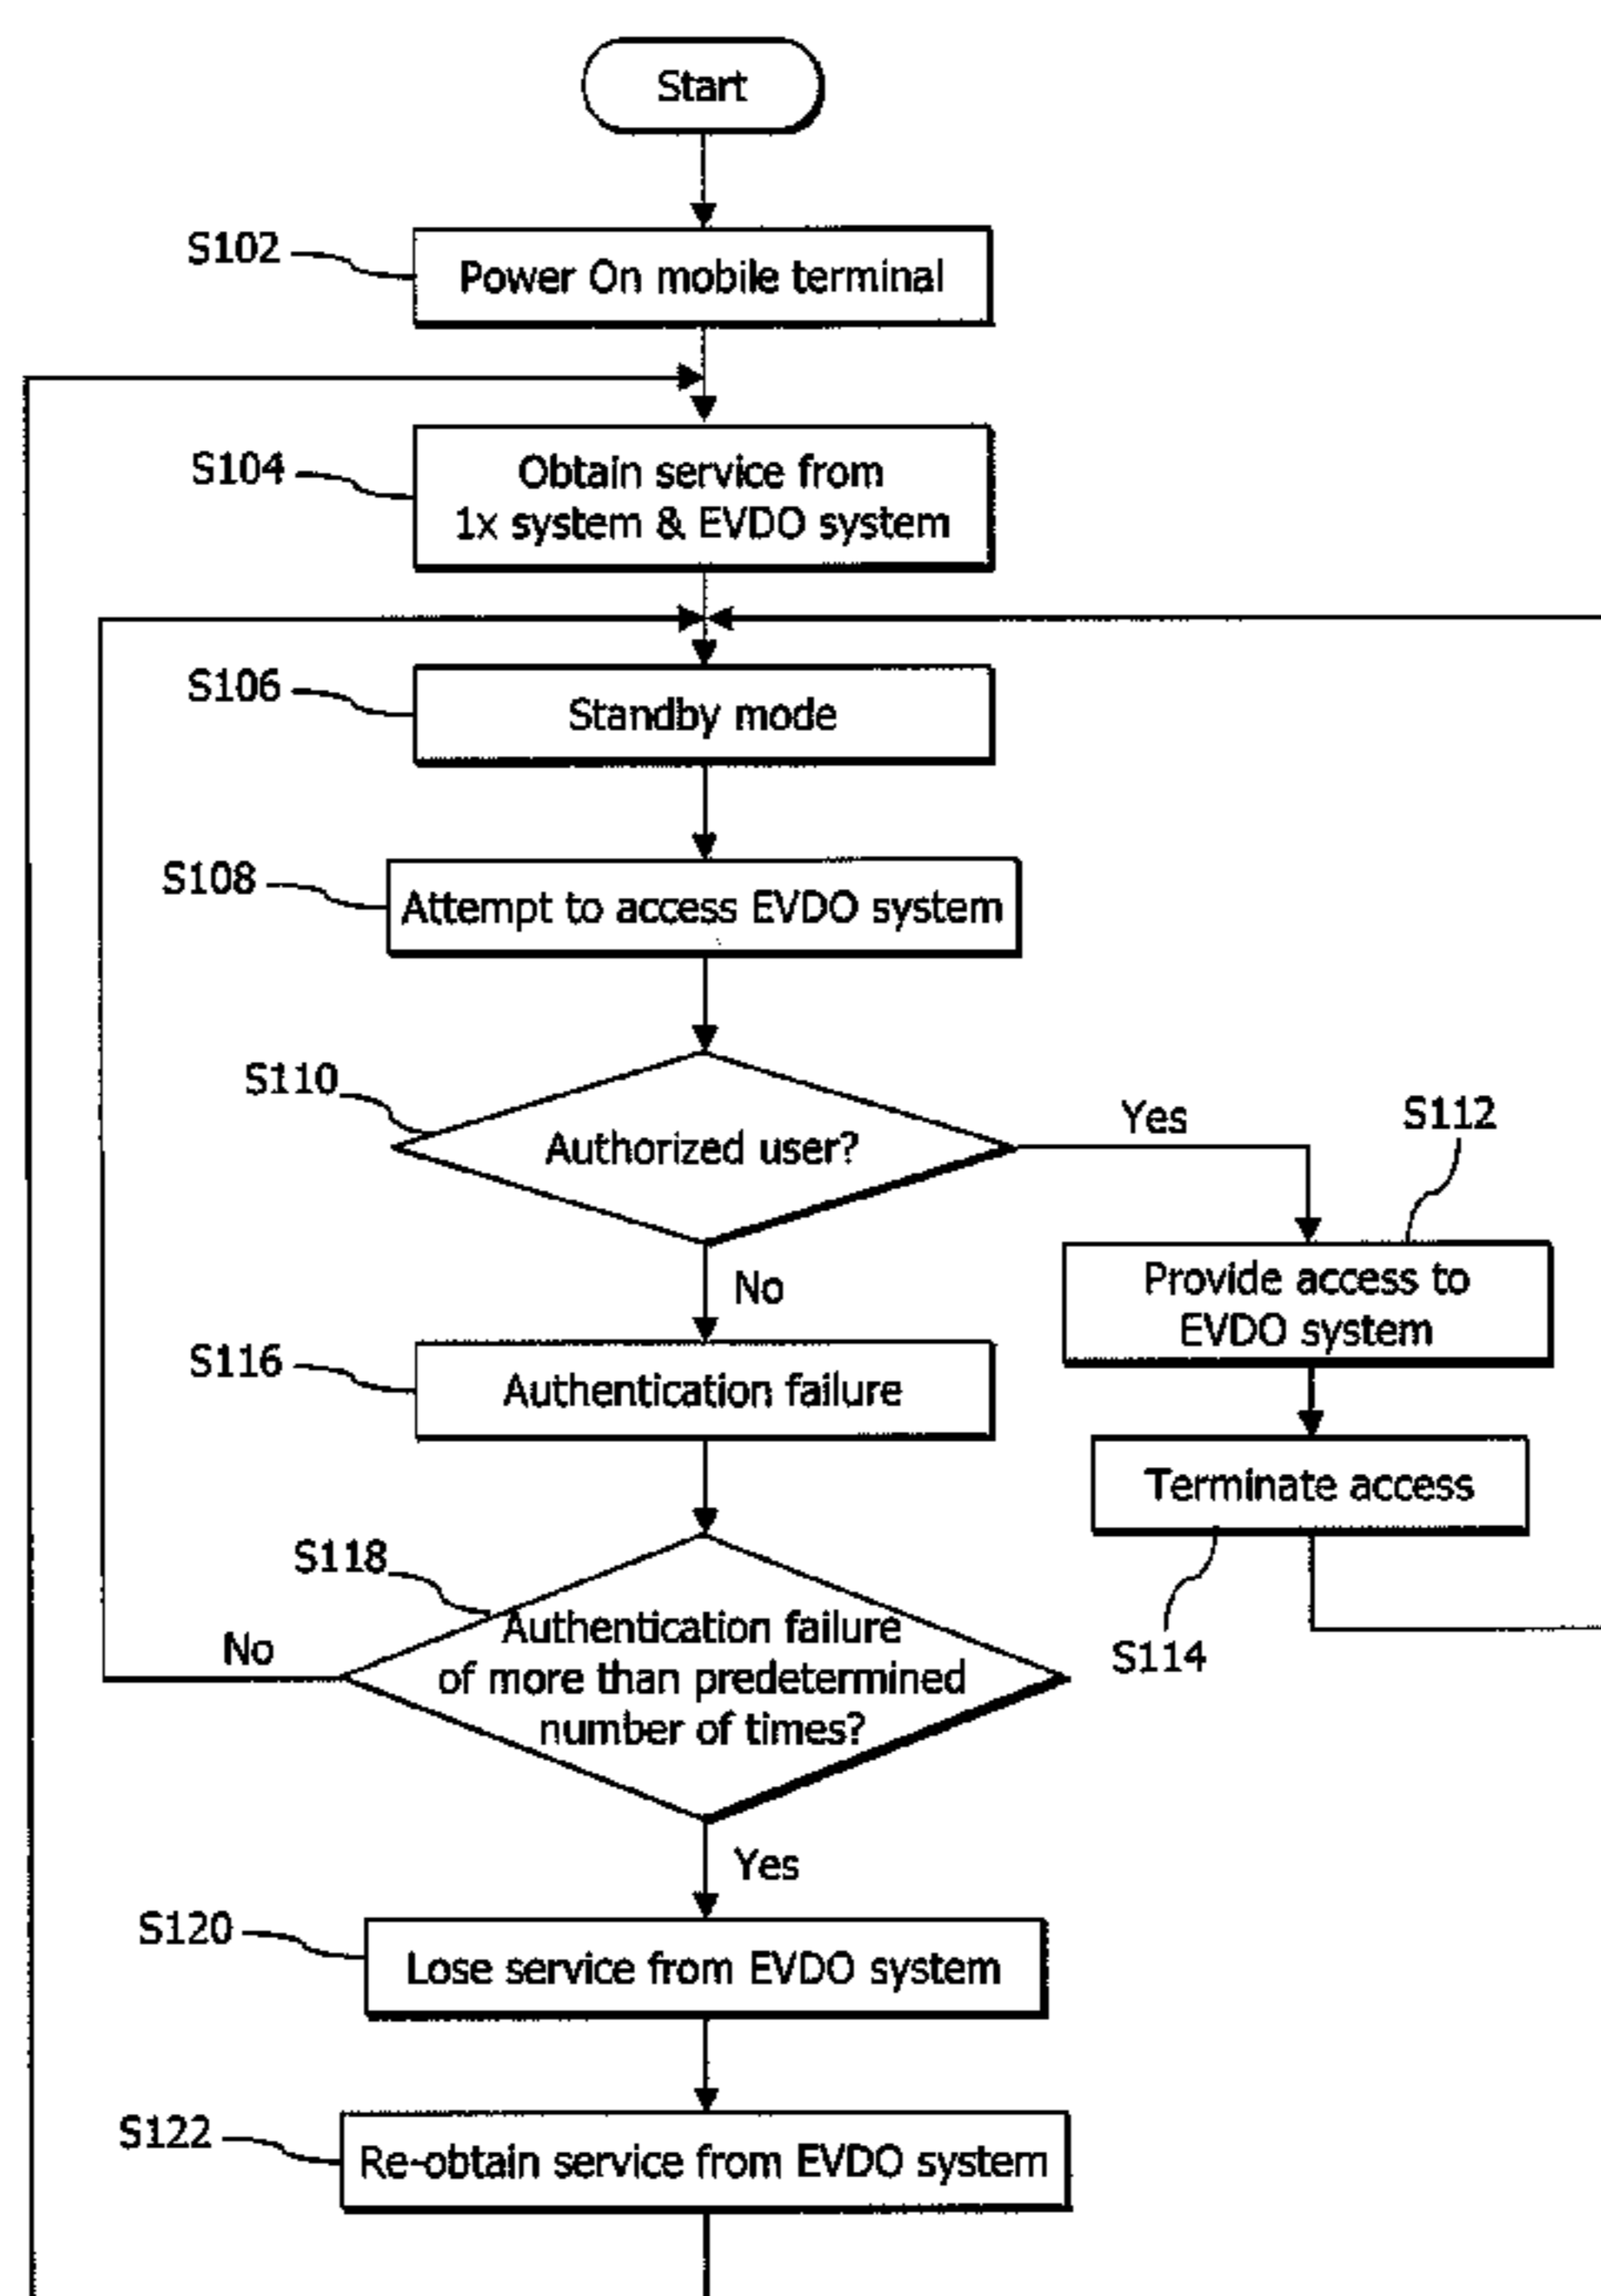 Start
S102
Power On mobile terminal
S104
Obtain service from
1x system & EVDO system
S106
Standby mode
S108
Attempt to access EVDO system
S110
Authorized user?
Yes
S112
No
Provide access to
EVDO system
S116
Authentication failure
Terminate access
S114
S118
Authentication failure
of more than predetermined
number of times?
No
Yes
S120
Lose service from EVDO system
S122
Re-obtain service from EVDO system